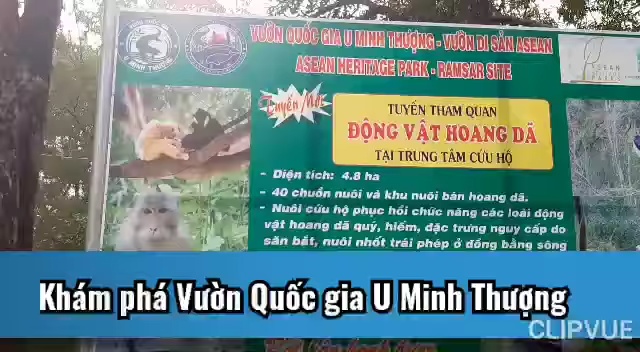 VƯỜN QUỐC GIA U MINH THƯỢNG - VƯỜN DI SẢN ASEAN
ASEAN HERITAGE PARK - RAMSAR SITE
U MINH THƯỢNG
ASEAN
Tuyến Mới
TUYẾN THAM QUAN
ĐỘNG VẬT HOANG DÃ
TẠI TRUNG TÂM CỨU HỘ
- Diện tích: 4.8 ha
- 40 chuồn nuôi và khu nuôi bán hoang dã.
- Nuôi cứu hộ phục hồi chức năng các loài động
vật hoang dã quý, hiếm, đặc trưng nguy cấp do
săn bắt, nuôi nhốt trái phép ở đồng bằng sông
Khám phá Vườn Quốc gia U Minh Thượng
CLIPVUE